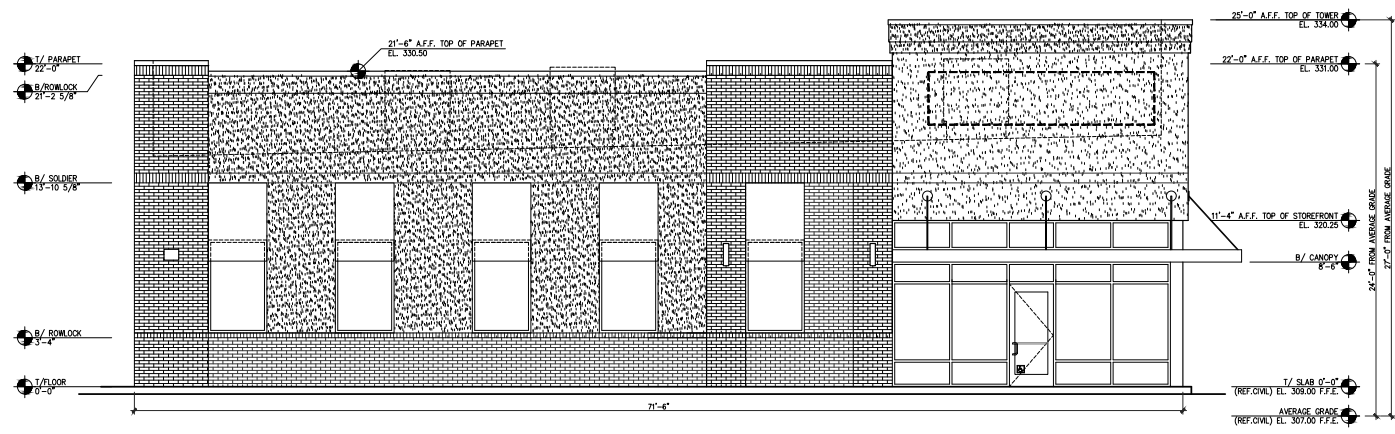 25'-0" A.F.F. TOP OF TOWER
EL. 334.00
21'-6" A.F.F. TOP OF PARAPET
EL. 330.50
T/ PARAPET
22'-0"
22'-0" A.F.F. TOP OF PARAPET
EL. 331.00
B/ROWLOCK
21'-2 5/8"
B/ SOLDIER
13'-10 5/8"
11'-4" A.F.F. TOP OF STOREFRONT
EL. 320.25
24'-0" FROM AVERAGE GRADE
27'-0" FROM AVERAGE GRADE
B/ CANOPY
8'-6"
B/ ROWLOCK
3'-4"
T/FLOOR
0'-0"
T/ SLAB 0'-0"
(REF.CIVIL) EL. 309.00 F.F.E.
71'-6"
AVERAGE GRADE
(REF.CIVIL) EL. 307.00 F.F.E.